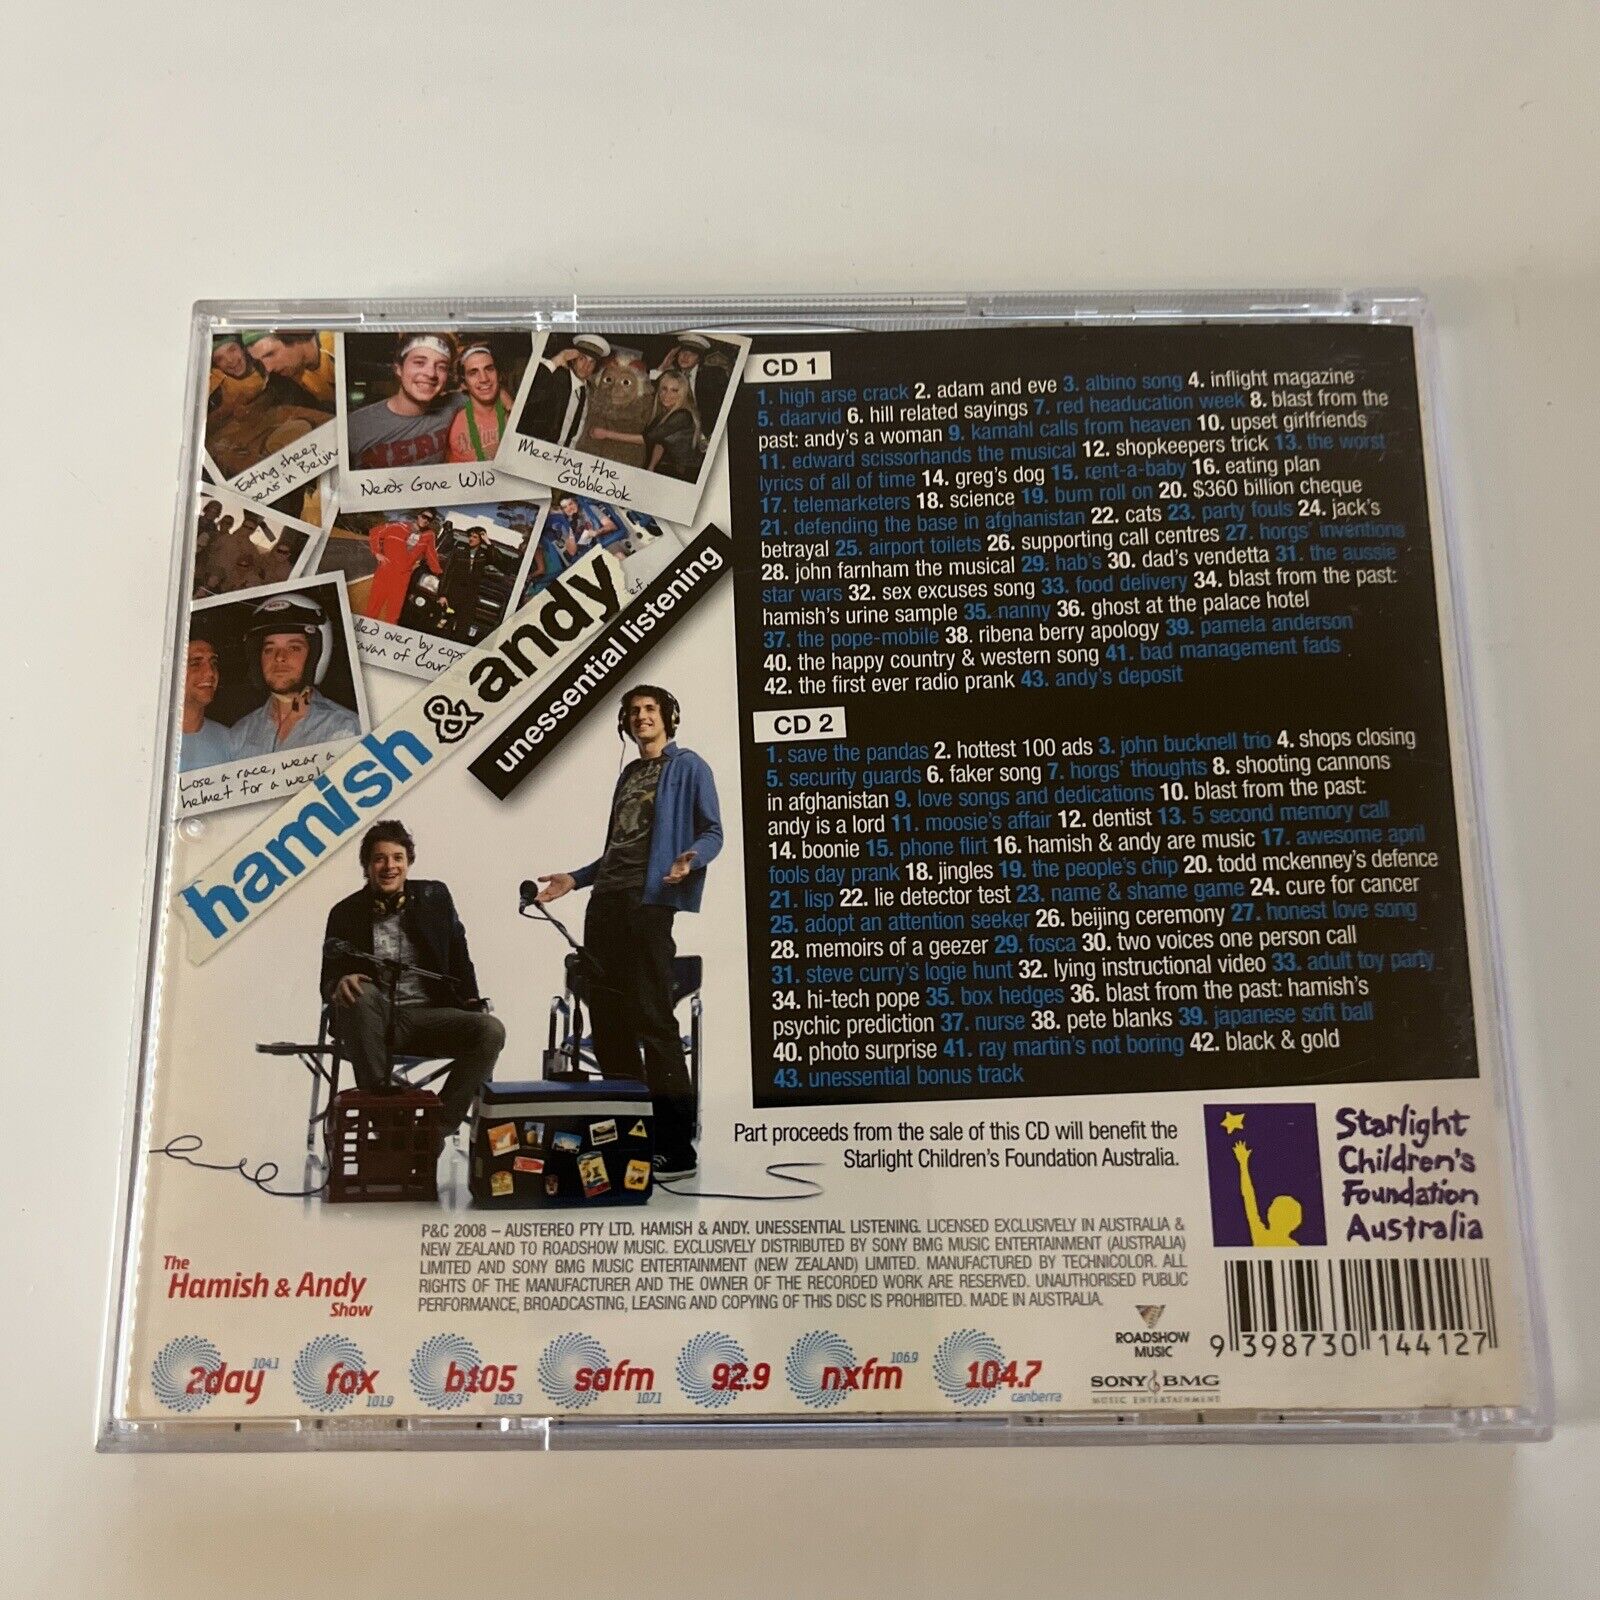 Eating sheep
penis in Beijin
Nerds Gone Wild
Meeting the
Gobbledok
lled over by cops
avan of Cour
Lose a race, wear a
helmet for a week
hamish & andy
unessential listening
CD 1
1. high arse crack 2. adam and eve 3. albino song 4. inflight magazine
5. daarvid 6. hill related sayings 7. red headucation week 8. blast from the
past: andy's a woman 9. kamahl calls from heaven 10. upset girlfriends
11. edward scissorhands the musical 12. shopkeepers trick 13. the worst
lyrics of all of time 14. greg's dog 15. rent-a-baby 16. eating plan
17. telemarketers 18. science 19. bum roll on 20. $360 billion cheque
21. defending the base in afghanistan 22. cats 23. party fouls 24. jack's
betrayal 25. airport toilets 26. supporting call centres 27. horgs' inventions
28. john farnham the musical 29. hab's 30. dad's vendetta 31. the aussie
star wars 32. sex excuses song 33. food delivery 34. blast from the past:
hamish's urine sample 35. nanny 36. ghost at the palace hotel
37. the pope-mobile 38. ribena berry apology 39. pamela anderson
40. the happy country & western song 41. bad management fads
42. the first ever radio prank 43. andy's deposit
CD 2
1. save the pandas 2. hottest 100 ads 3. john bucknell trio 4. shops closing
5. security guards 6. faker song 7. horgs' thoughts 8. shooting cannons
in afghanistan 9. love songs and dedications 10. blast from the past:
andy is a lord 11. moosie's affair 12. dentist 13. 5 second memory call
14. boonie 15. phone flirt 16. hamish & andy are music 17. awesome april
fools day prank 18. jingles 19. the people's chip 20. todd mckenney's defence
21. lisp 22. lie detector test 23. name & shame game 24. cure for cancer
25. adopt an attention seeker 26. beijing ceremony 27. honest love song
28. memoirs of a geezer 29. fosca 30. two voices one person call
31. steve curry's logie hunt 32. lying instructional video 33. adult toy party
34. hi-tech pope 35. box hedges 36. blast from the past: hamish's
psychic prediction 37. nurse 38. pete blanks 39. japanese soft ball
40. photo surprise 41. ray martin's not boring 42. black & gold
43. unessential bonus track
Part proceeds from the sale of this CD will benefit the
Starlight Children's Foundation Australia.
Starlight
Children's
Foundation
Australia
P&C 2008 – AUSTEREO PTY LTD. HAMISH & ANDY. UNESSENTIAL LISTENING. LICENSED EXCLUSIVELY IN AUSTRALIA &
NEW ZEALAND TO ROADSHOW MUSIC. EXCLUSIVELY DISTRIBUTED BY SONY BMG MUSIC ENTERTAINMENT (AUSTRALIA)
LIMITED AND SONY BMG MUSIC ENTERTAINMENT (NEW ZEALAND) LIMITED. MANUFACTURED BY TECHNICOLOR. ALL
RIGHTS OF THE MANUFACTURER AND THE OWNER OF THE RECORDED WORK ARE RESERVED. UNAUTHORISED PUBLIC
PERFORMANCE, BROADCASTING, LEASING AND COPYING OF THIS DISC IS PROHIBITED. MADE IN AUSTRALIA.
The
Hamish & Andy
Show
2day 104.1
fox 101.9
b105 105.3
safm 107.1
92.9
nxfm 106.9
104.7 canberra
ROADSHOW
MUSIC
SONY BMG
MUSIC ENTERTAINMENT
9 398730 144127